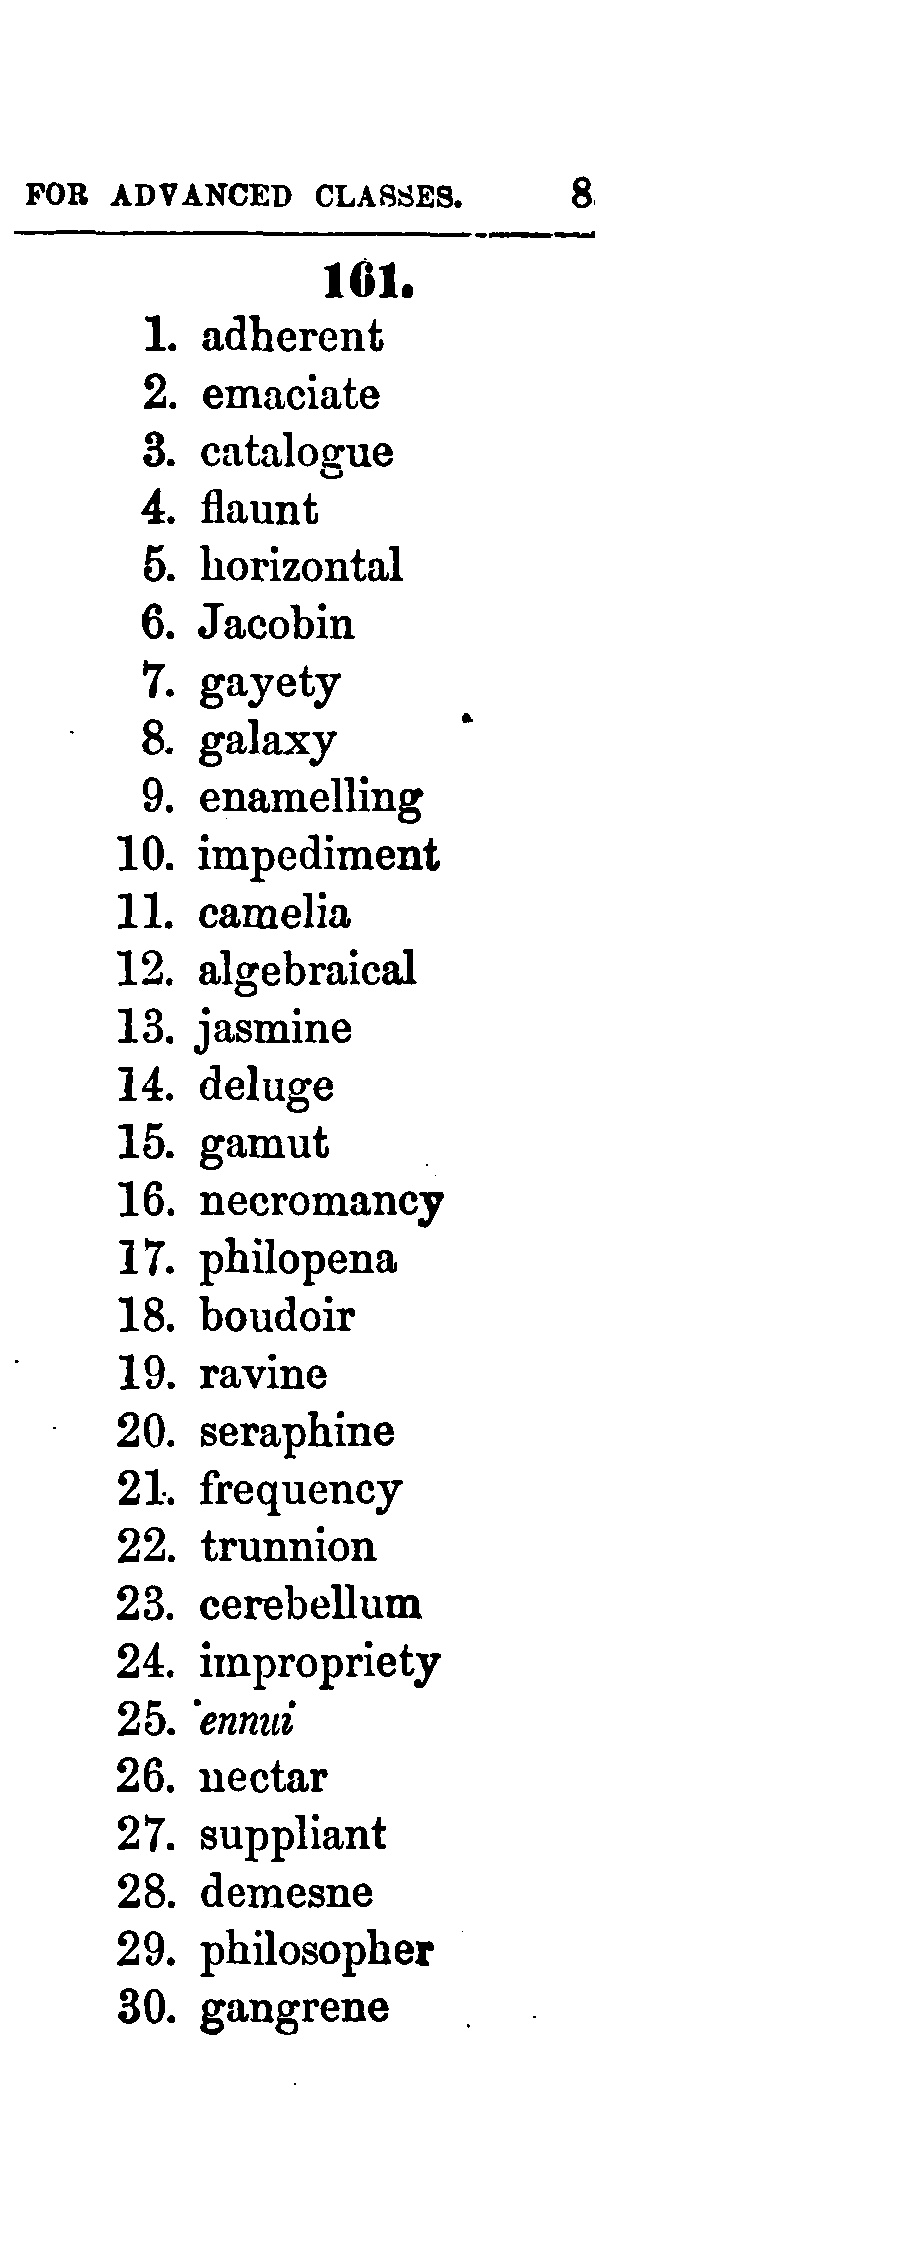 FOR ADVANCED CLASSES. 8
161.
1. adherent
2. emaciate
3. catalogue
4. flaunt
5. horizontal
6. Jacobin
7. gayety
8. galaxy
9. enamelling
10. impediment
11. camelia
12. algebraical
13. jasmine
14. deluge
15. gamut
16. necromancy
17. philopena
18. boudoir
19. ravine
20. seraphine
21. frequency
22. trunnion
23. cerebellum
24. impropriety
25. ennui
26. nectar
27. suppliant
28. demesne
29. philosopher
30. gangrene